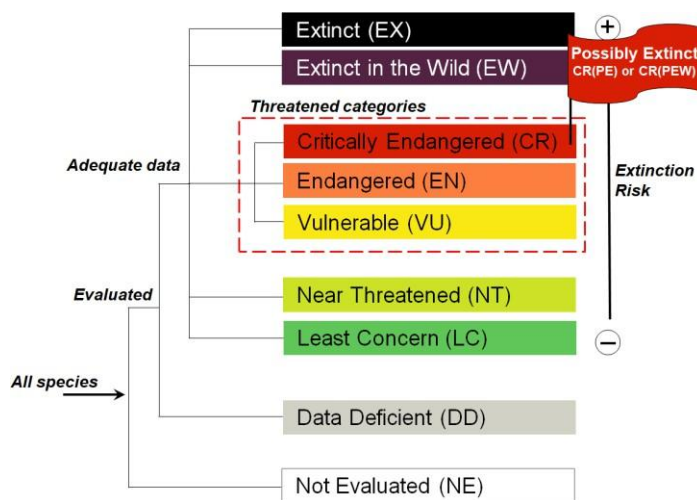 Extinct (EX)
+
Possibly Extinct
CR(PE) or CR(PEW)
Extinct in the Wild (EW)
Threatened categories
Critically Endangered (CR)
Adequate data
Extinction
Risk
Endangered (EN)
Vulnerable (VU)
Evaluated
Near Threatened (NT)
Least Concern (LC)
−
All species
Data Deficient (DD)
Not Evaluated (NE)